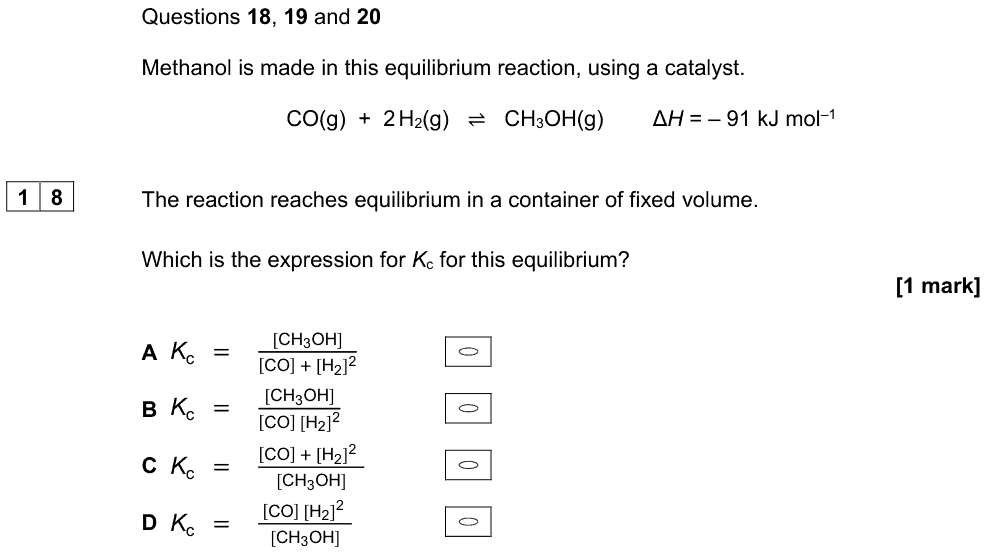 Questions 18, 19 and 20
Methanol is made in this equilibrium reaction, using a catalyst.
CO(g) + 2H₂(g) ⇌ CH₃OH(g) ΔH = – 91 kJ mol⁻¹
1 8 The reaction reaches equilibrium in a container of fixed volume.
Which is the expression for Kc for this equilibrium?
[1 mark]
A Kc = [CH₃OH] / [CO] + [H₂]²
B Kc = [CH₃OH] / [CO] [H₂]²
C Kc = [CO] + [H₂]² / [CH₃OH]
D Kc = [CO] [H₂]² / [CH₃OH]